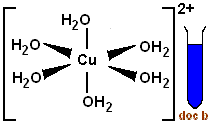 2+
H₂O
H₂O OH₂
Cu
H₂O OH₂
OH₂
doc b